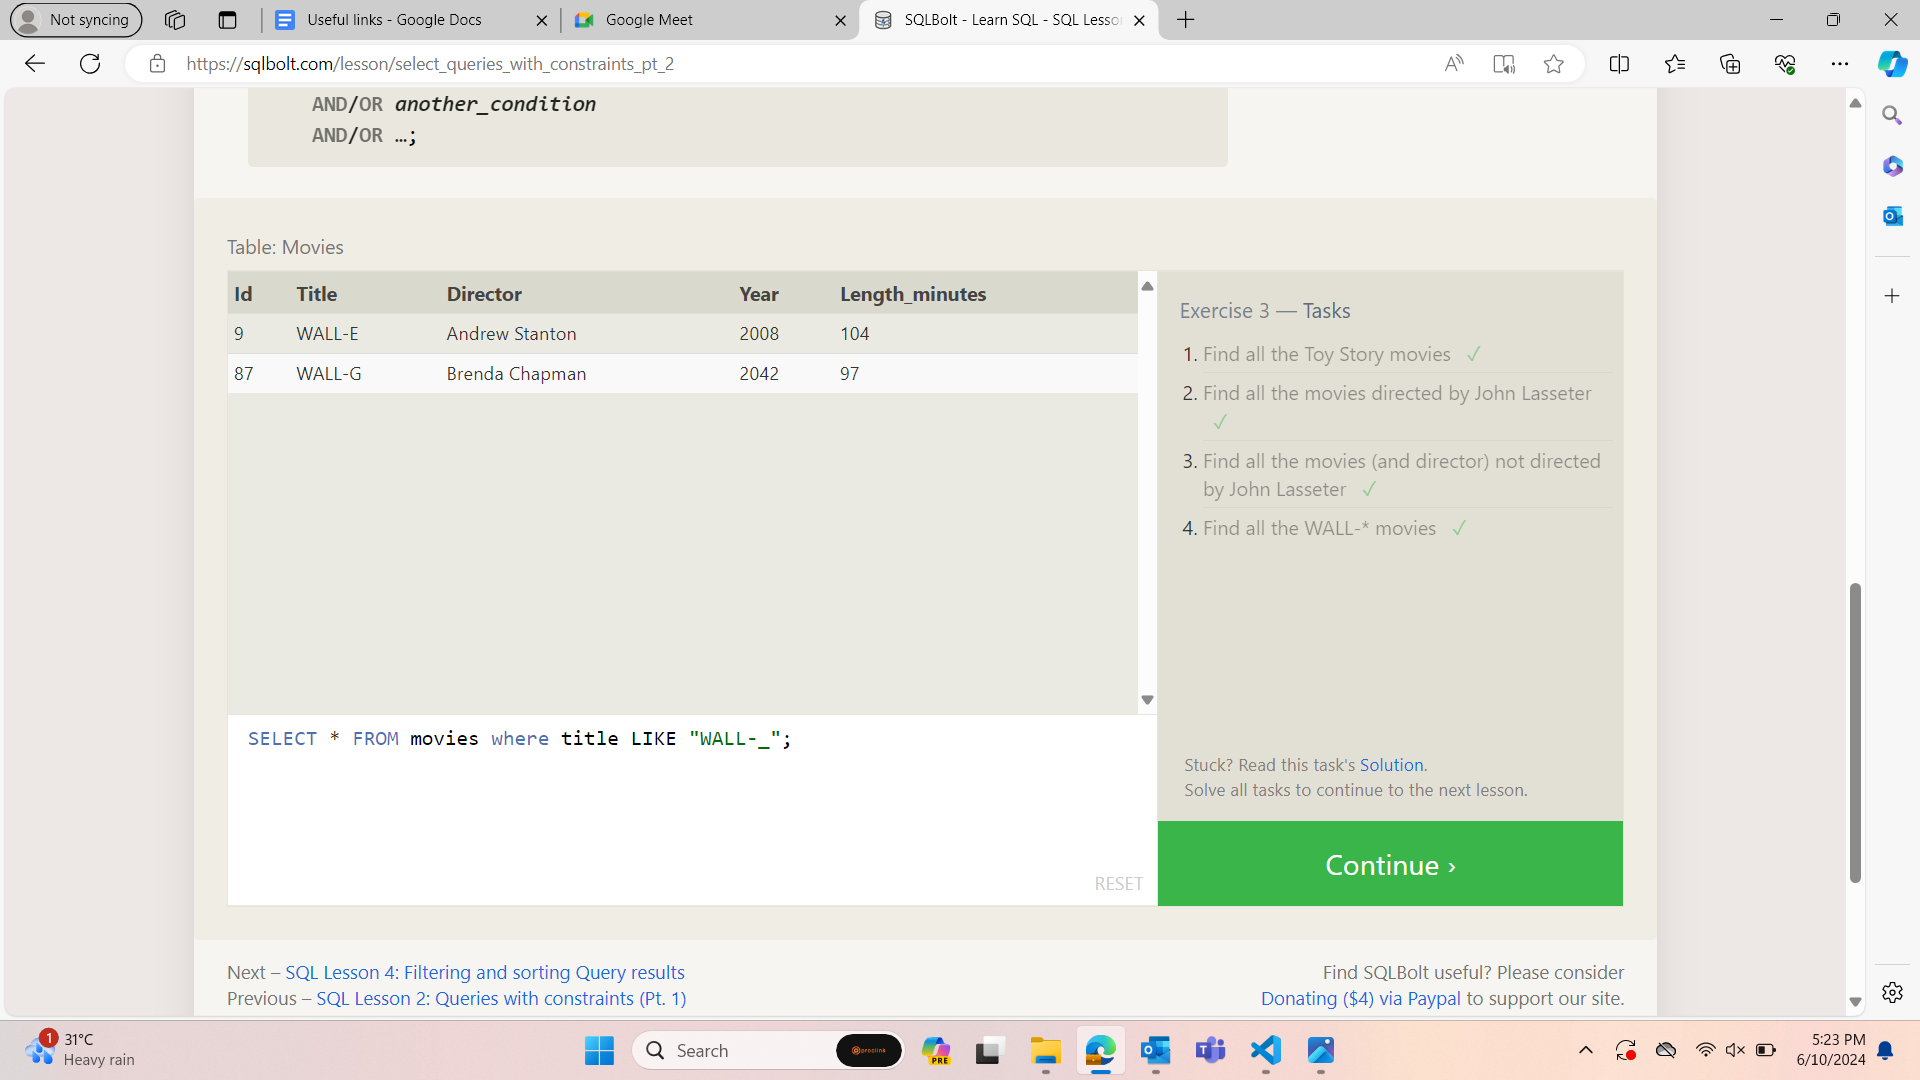 Not syncing
Useful links - Google Docs
Google Meet
SQLBolt - Learn SQL - SQL Lesso
https://sqlbolt.com/lesson/select_queries_with_constraints_pt_2
AND/OR another_condition
AND/OR …;
Table: Movies
Id Title Director Year Length_minutes
9 WALL-E Andrew Stanton 2008 104
87 WALL-G Brenda Chapman 2042 97
Exercise 3 — Tasks
1. Find all the Toy Story movies ✓
2. Find all the movies directed by John Lasseter
✓
3. Find all the movies (and director) not directed
by John Lasseter ✓
4. Find all the WALL-* movies ✓
SELECT * FROM movies where title LIKE "WALL-_";
RESET
Stuck? Read this task's Solution.
Solve all tasks to continue to the next lesson.
Continue ›
Next – SQL Lesson 4: Filtering and sorting Query results
Previous – SQL Lesson 2: Queries with constraints (Pt. 1)
Find SQLBolt useful? Please consider
Donating ($4) via Paypal to support our site.
1
31°C
Heavy rain
Search
proclink
PRE
5:23 PM
6/10/2024